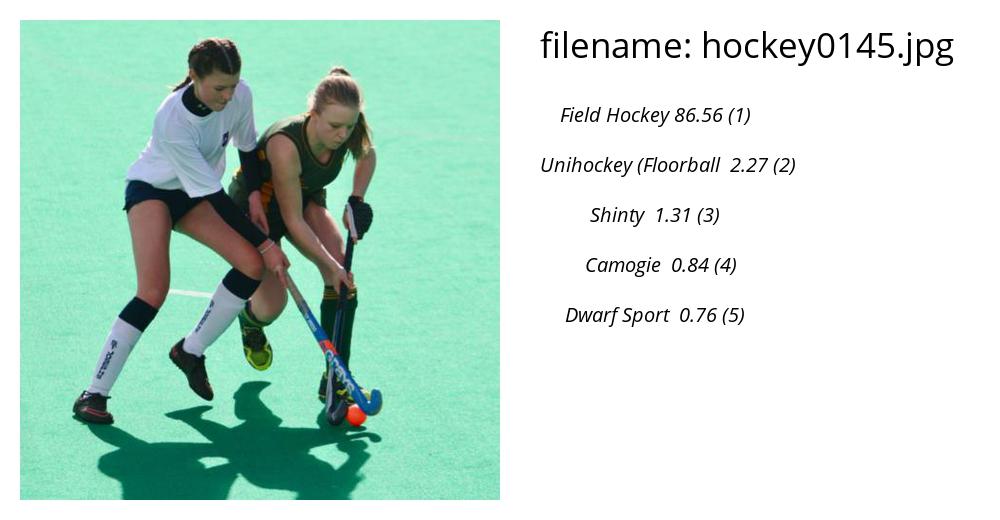 filename: hockey0145.jpg
Field Hockey 86.56 (1)
Unihockey (Floorball  2.27 (2)
Shinty  1.31 (3)
Camogie  0.84 (4)
Dwarf Sport  0.76 (5)